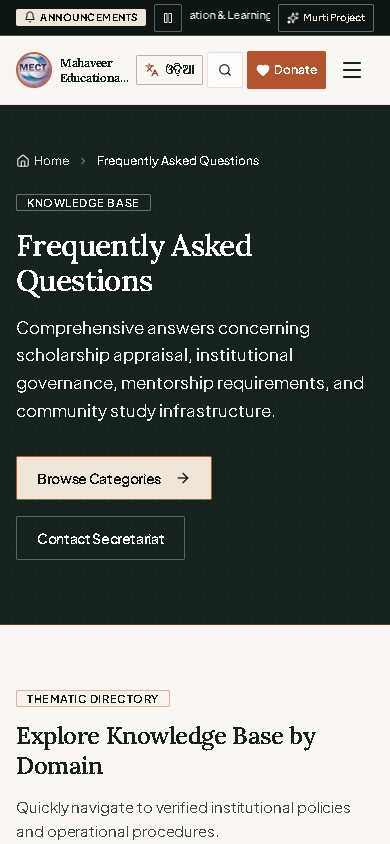 ANNOUNCEMENTS
ation & Learning
Murti Project
MECT
Mahaveer
Educationa...
ଓଡ଼ିଆ
Donate
Home > Frequently Asked Questions
KNOWLEDGE BASE
Frequently Asked
Questions
Comprehensive answers concerning
scholarship appraisal, institutional
governance, mentorship requirements, and
community study infrastructure.
Browse Categories →
Contact Secretariat
THEMATIC DIRECTORY
Explore Knowledge Base by
Domain
Quickly navigate to verified institutional policies
and operational procedures.